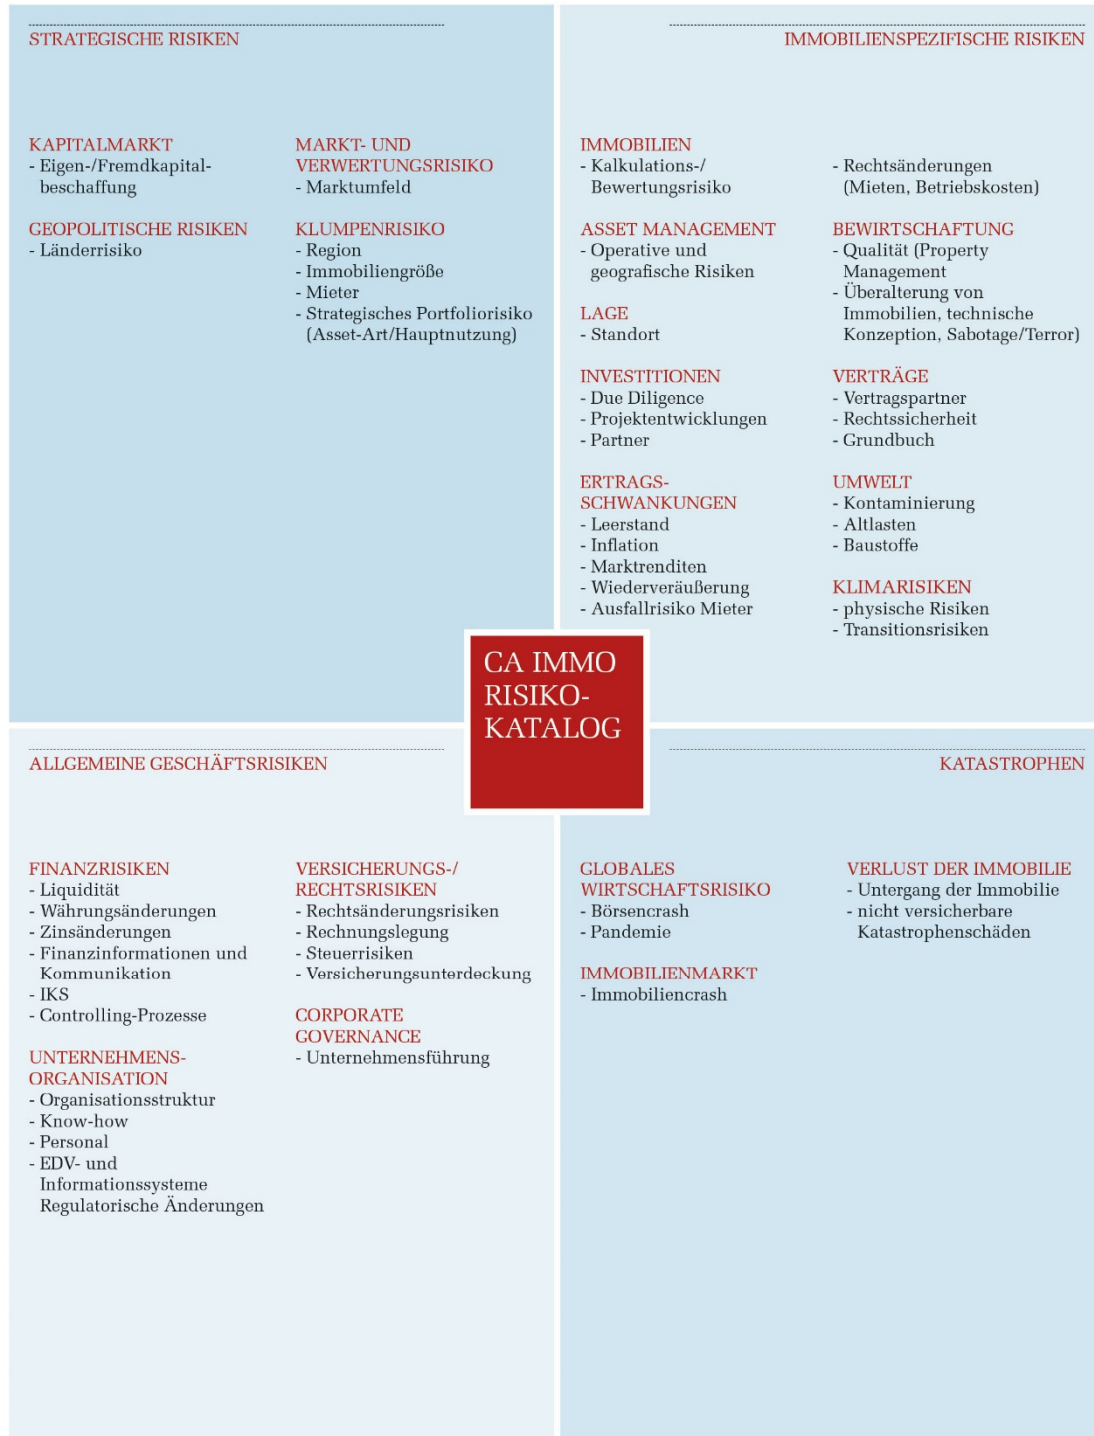 STRATEGISCHE RISIKEN
KAPITALMARKT
- Eigen-/Fremdkapital-
beschaffung
GEOPOLITISCHE RISIKEN
- Länderrisiko
MARKT- UND
VERWERTUNGSRISIKO
- Marktumfeld
KLUMPENRISIKO
- Region
- Immobiliengröße
- Mieter
- Strategisches Portfoliorisiko
(Asset-Art/Hauptnutzung)
IMMOBILIENSPEZIFISCHE RISIKEN
IMMOBILIEN
- Kalkulations-/
Bewertungsrisiko
ASSET MANAGEMENT
- Operative und
geografische Risiken
LAGE
- Standort
INVESTITIONEN
- Due Diligence
- Projektentwicklungen
- Partner
ERTRAGS-
SCHWANKUNGEN
- Leerstand
- Inflation
- Marktrenditen
- Wiederveräußerung
- Ausfallrisiko Mieter
- Rechtsänderungen
(Mieten, Betriebskosten)
BEWIRTSCHAFTUNG
- Qualität (Property
Management
- Überalterung von
Immobilien, technische
Konzeption, Sabotage/Terror)
VERTRÄGE
- Vertragspartner
- Rechtssicherheit
- Grundbuch
UMWELT
- Kontaminierung
- Altlasten
- Baustoffe
KLIMARISIKEN
- physische Risiken
- Transitionsrisiken
CA IMMO
RISIKO-
KATALOG
ALLGEMEINE GESCHÄFTSRISIKEN
FINANZRISIKEN
- Liquidität
- Währungsänderungen
- Zinsänderungen
- Finanzinformationen und
Kommunikation
- IKS
- Controlling-Prozesse
UNTERNEHMENS-
ORGANISATION
- Organisationsstruktur
- Know-how
- Personal
- EDV- und
Informationssysteme
Regulatorische Änderungen
VERSICHERUNGS-/
RECHTSRISIKEN
- Rechtsänderungsrisiken
- Rechnungslegung
- Steuerrisiken
- Versicherungsunterdeckung
CORPORATE
GOVERNANCE
- Unternehmensführung
KATASTROPHEN
GLOBALES
WIRTSCHAFTSRISIKO
- Börsencrash
- Pandemie
IMMOBILIENMARKT
- Immobiliencrash
VERLUST DER IMMOBILIE
- Untergang der Immobilie
- nicht versicherbare
Katastrophenschäden